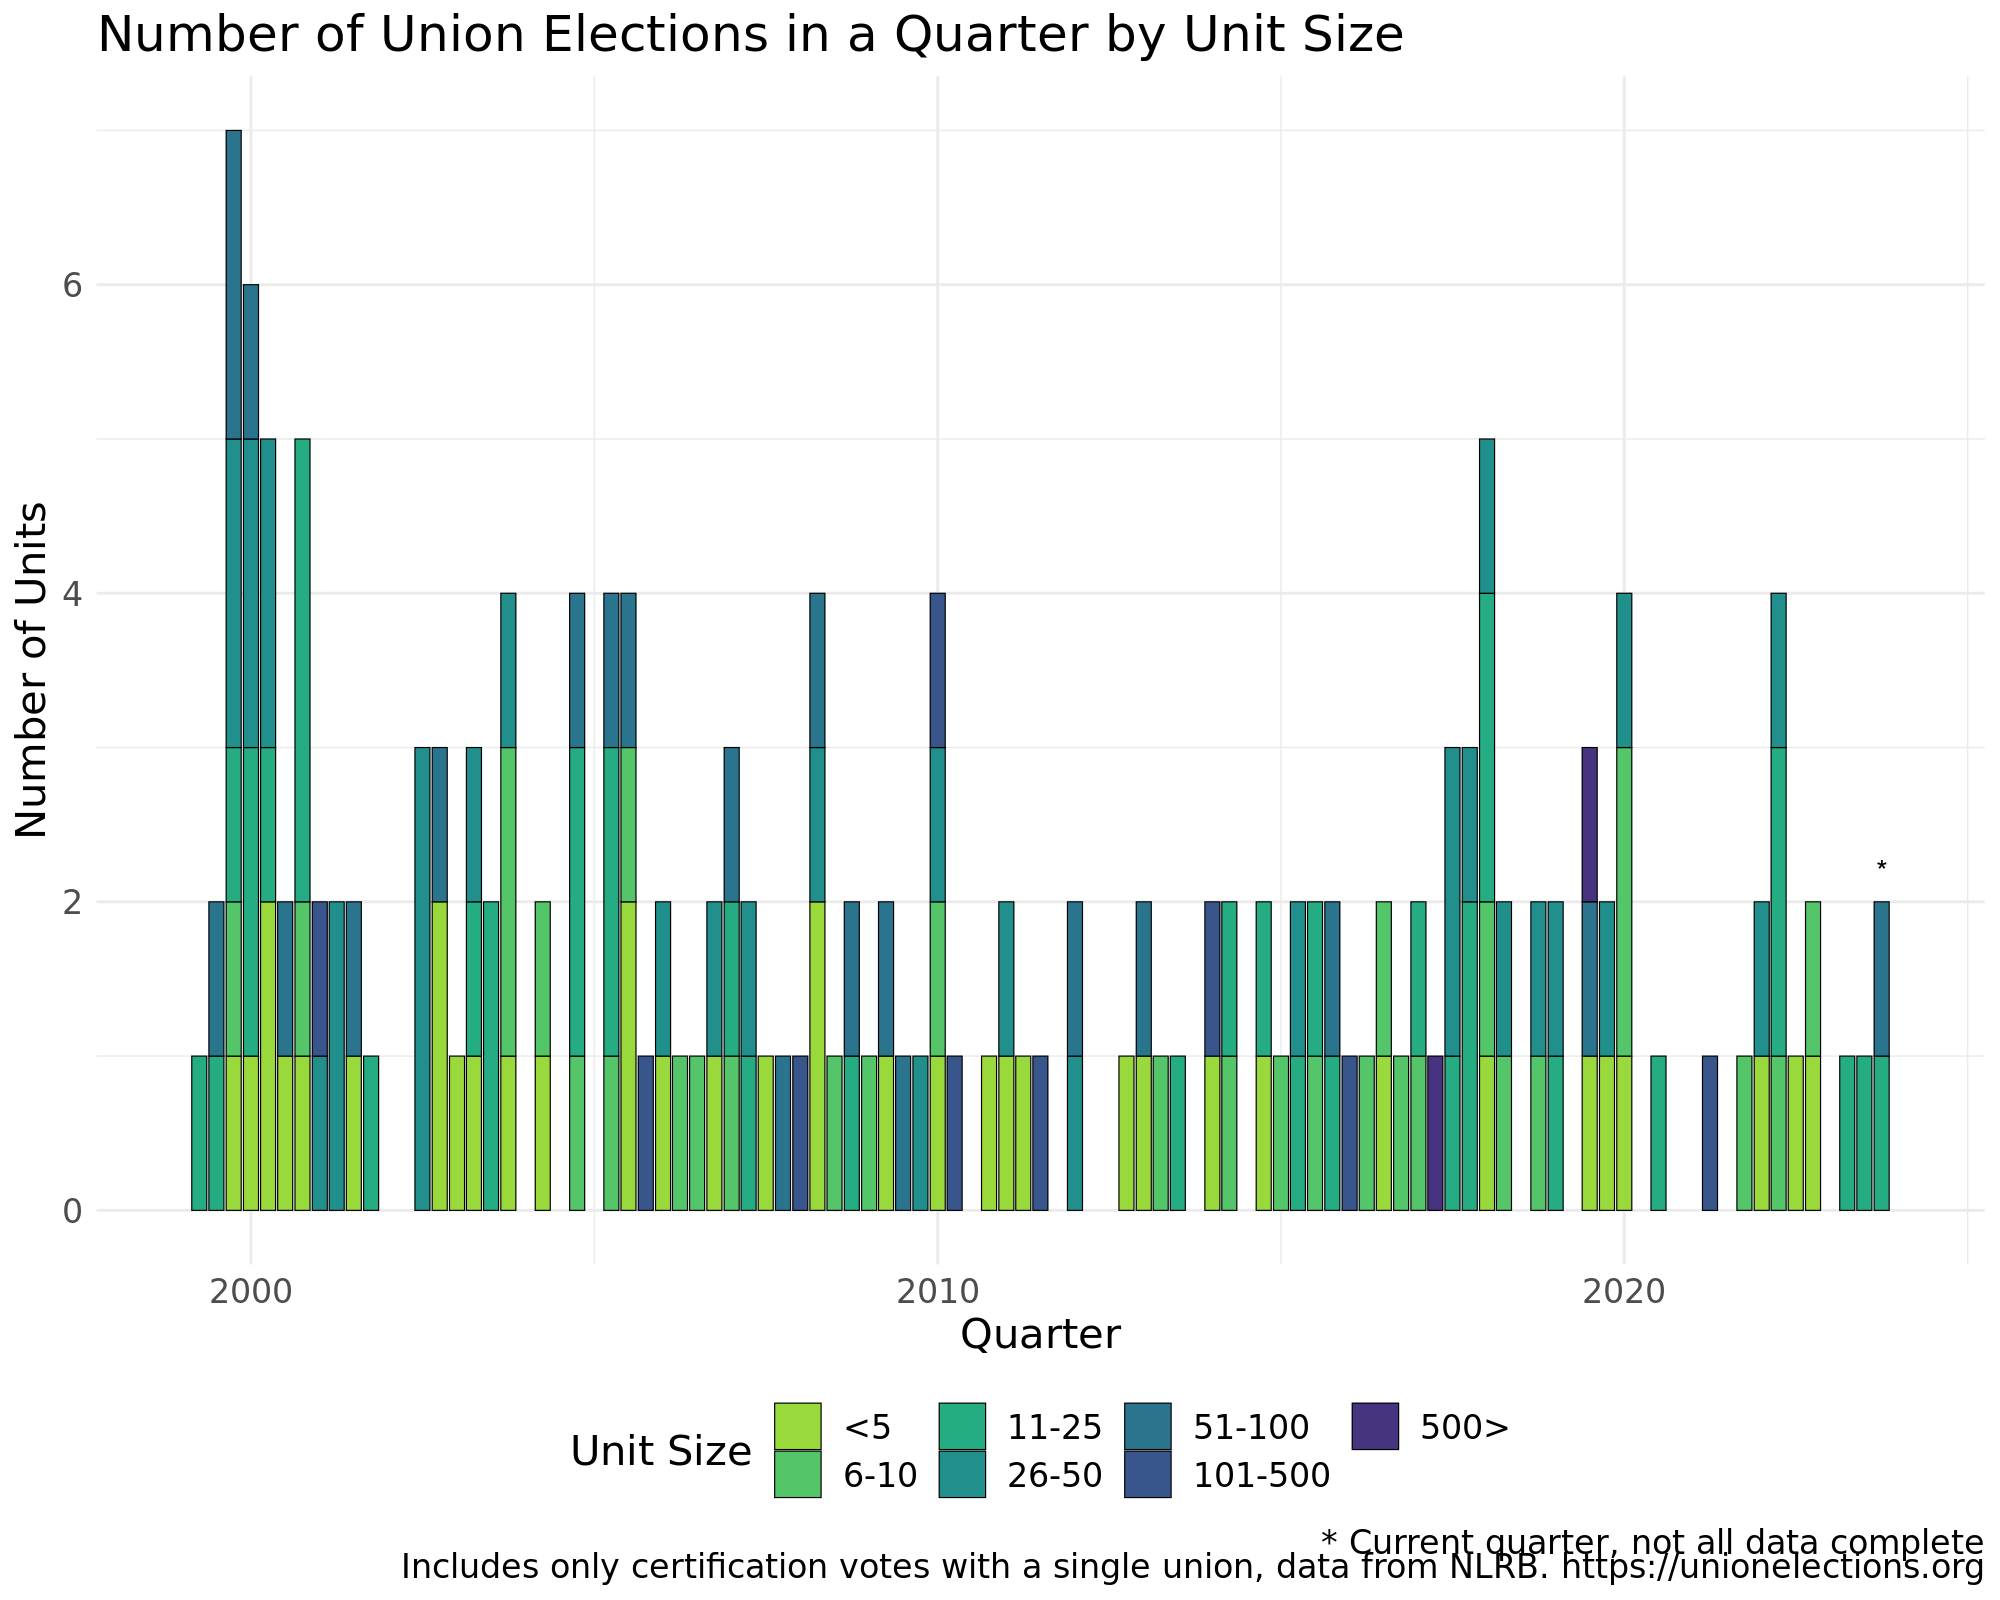 Number of Union Elections in a Quarter by Unit Size
Number of Units
6
4
2
0
*
2000 2010 2020
Quarter
Unit Size
<5 11-25 51-100 500>
6-10 26-50 101-500
* Current quarter, not all data complete
Includes only certification votes with a single union, data from NLRB. https://unionelections.org